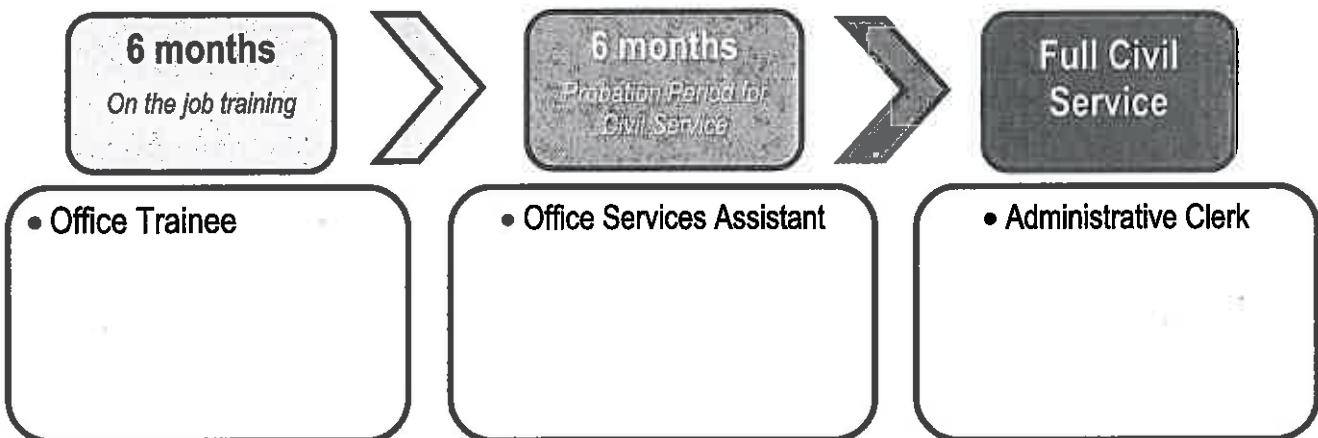 6 months
On the job training
6 months
Probation Period for
Civil Service
Full Civil
Service
• Office Trainee
• Office Services Assistant
• Administrative Clerk